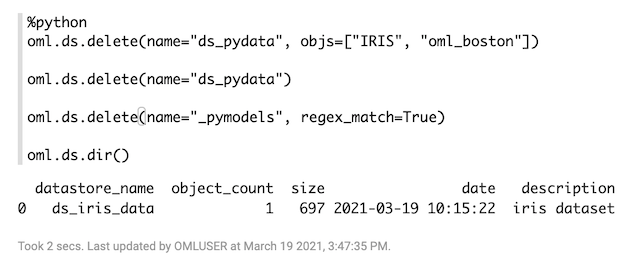 %python
oml.ds.delete(name="ds_pydata", objs=["IRIS", "oml_boston"])
oml.ds.delete(name="ds_pydata")
oml.ds.delete(name="_pymodels", regex_match=True)
oml.ds.dir()
datastore_name object_count size date description
0 ds_iris_data 1 697 2021-03-19 10:15:22 iris dataset
Took 2 secs. Last updated by OMLUSER at March 19 2021, 3:47:35 PM.